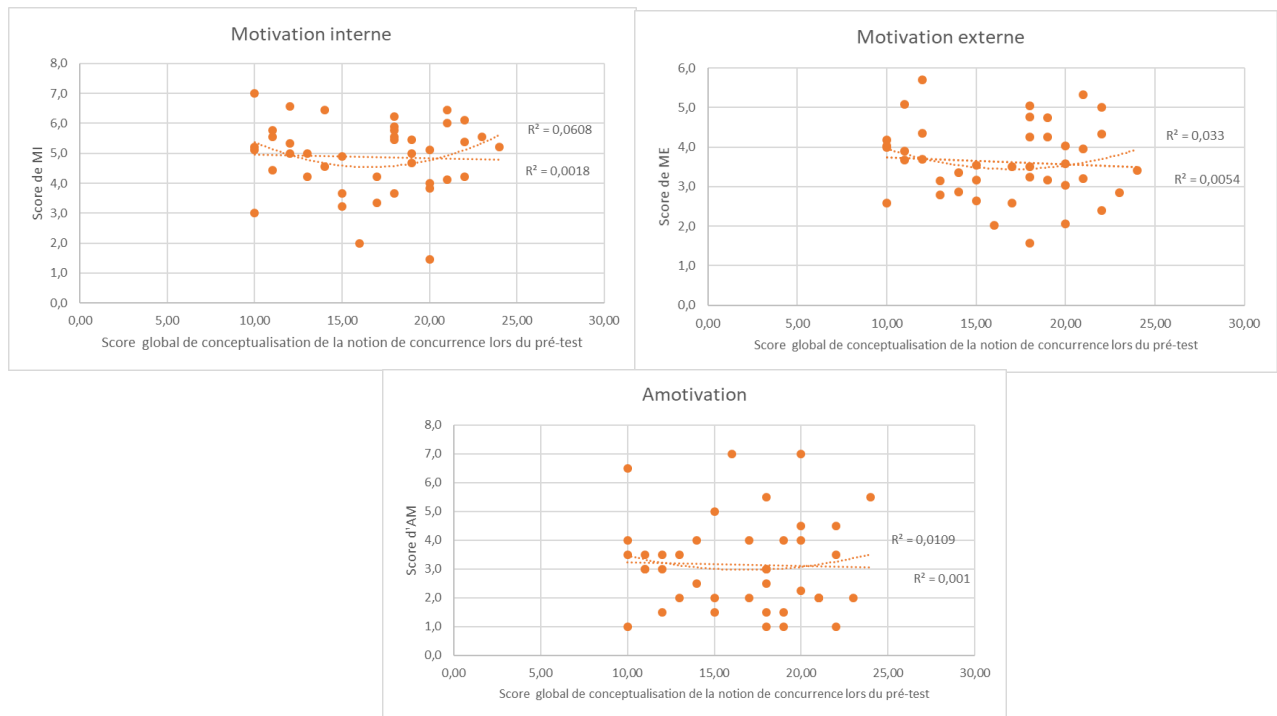 Motivation interne
8,0
7,0
6,0
5,0
4,0
3,0
2,0
1,0
0,0
Score de MI
R² = 0,0608
R² = 0,0018
0,00 5,00 10,00 15,00 20,00 25,00 30,00
Score global de conceptualisation de la notion de concurrence lors du pré-test
Motivation externe
6,0
5,0
4,0
3,0
2,0
1,0
0,0
Score de ME
R² = 0,033
R² = 0,0054
0,00 5,00 10,00 15,00 20,00 25,00 30,00
Score global de conceptualisation de la notion de concurrence lors du pré-test
Amotivation
8,0
7,0
6,0
5,0
4,0
3,0
2,0
1,0
0,0
Score d'AM
R² = 0,0109
R² = 0,001
0,00 5,00 10,00 15,00 20,00 25,00 30,00
Score global de conceptualisation de la notion de concurrence lors du pré-test